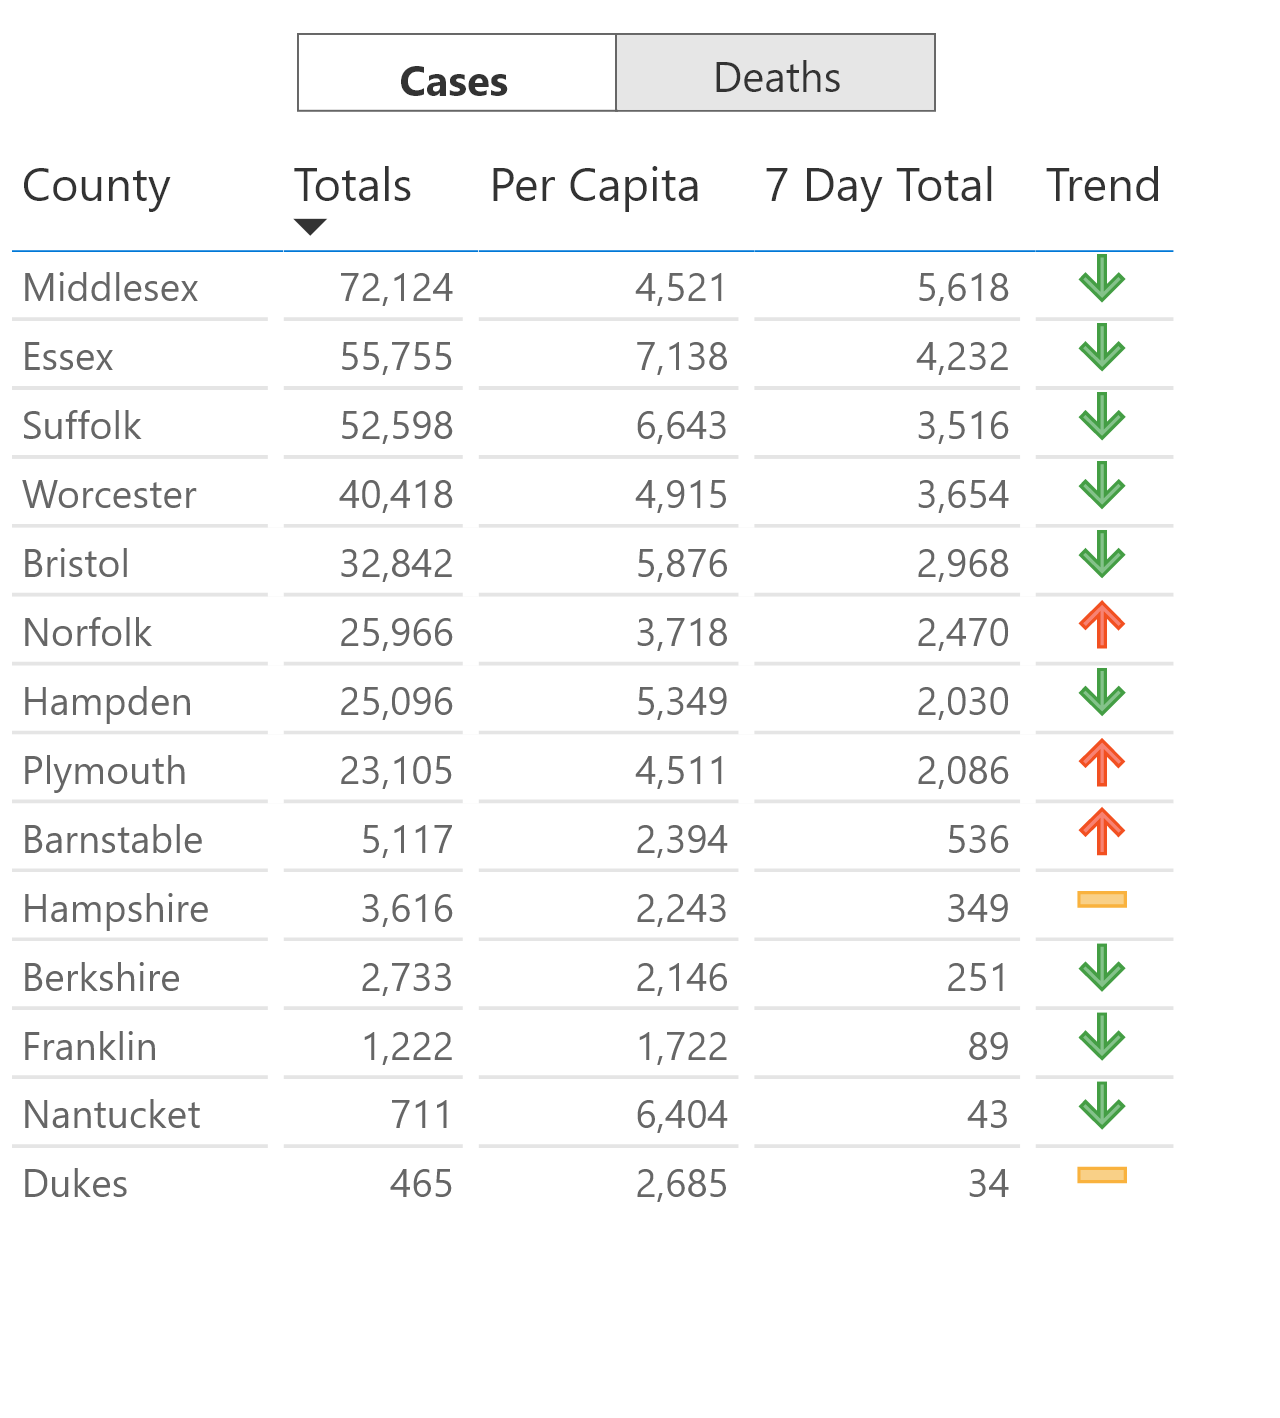 Cases Deaths
County Totals Per Capita 7 Day Total Trend
Middlesex 72,124 4,521 5,618
Essex 55,755 7,138 4,232
Suffolk 52,598 6,643 3,516
Worcester 40,418 4,915 3,654
Bristol 32,842 5,876 2,968
Norfolk 25,966 3,718 2,470
Hampden 25,096 5,349 2,030
Plymouth 23,105 4,511 2,086
Barnstable 5,117 2,394 536
Hampshire 3,616 2,243 349
Berkshire 2,733 2,146 251
Franklin 1,222 1,722 89
Nantucket 711 6,404 43
Dukes 465 2,685 34